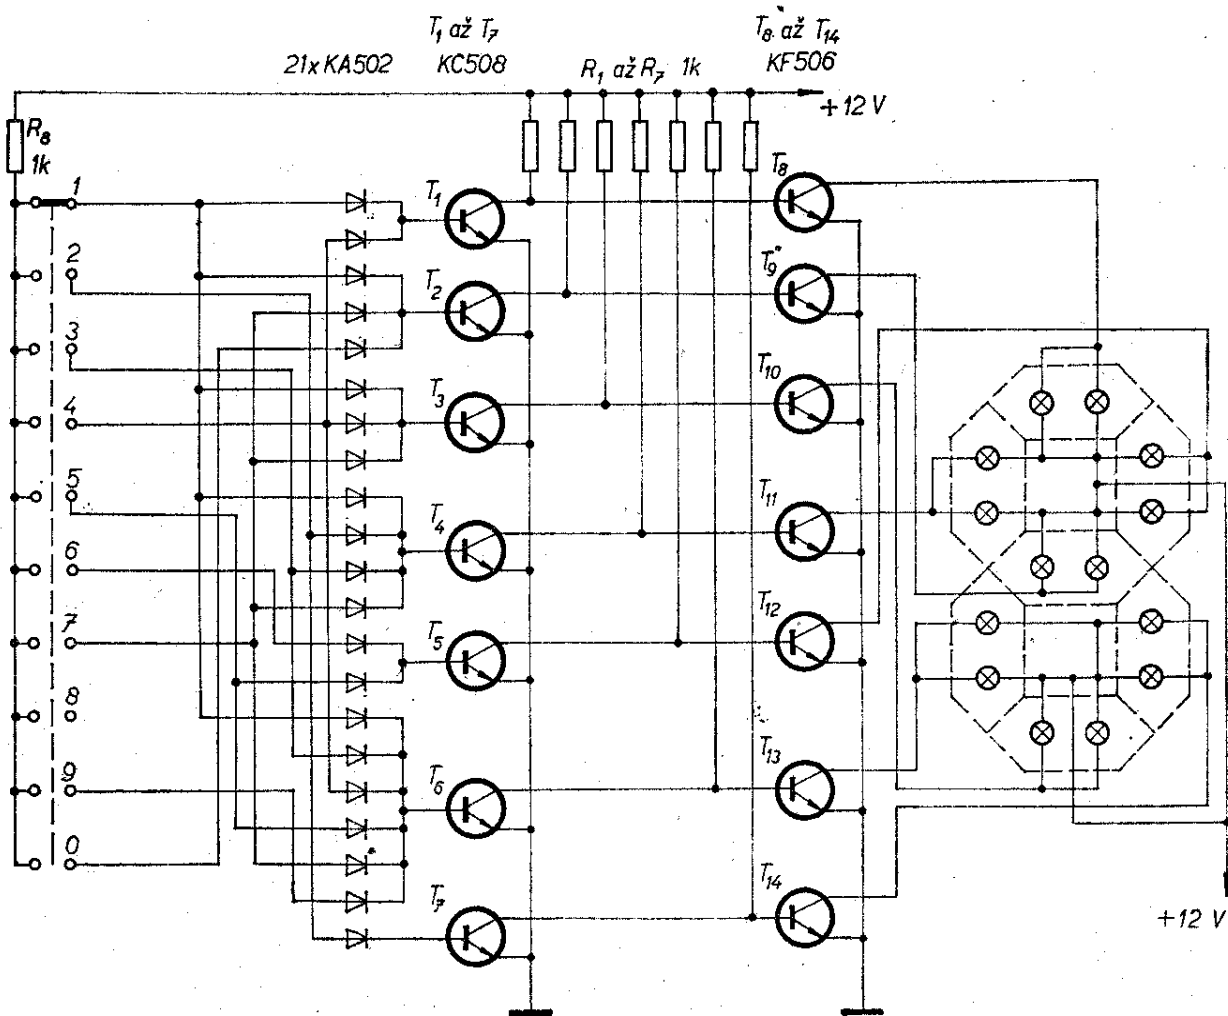 T₁ až T₇
T₈ až T₁₄
21xKA502
KC508
R₁ až R₇ 1k
KF506
+12 V
R₈
1k
1
2
3
4
5
6
7
8
9
0
T₁
T₂
T₃
T₄
T₅
T₆
T₇
T₈
T₉
T₁₀
T₁₁
T₁₂
T₁₃
T₁₄
+12 V